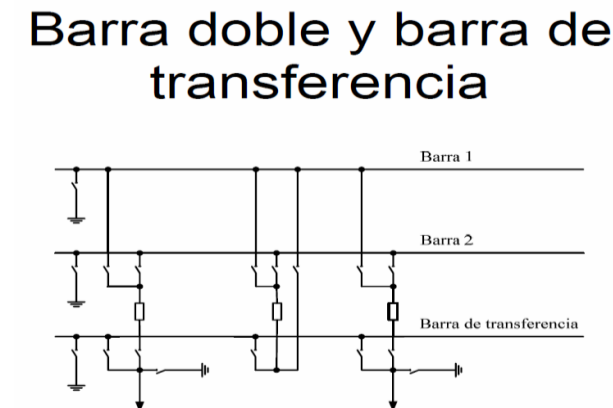 Barra doble y barra de
transferencia
Barra 1
Barra 2
Barra de transferencia